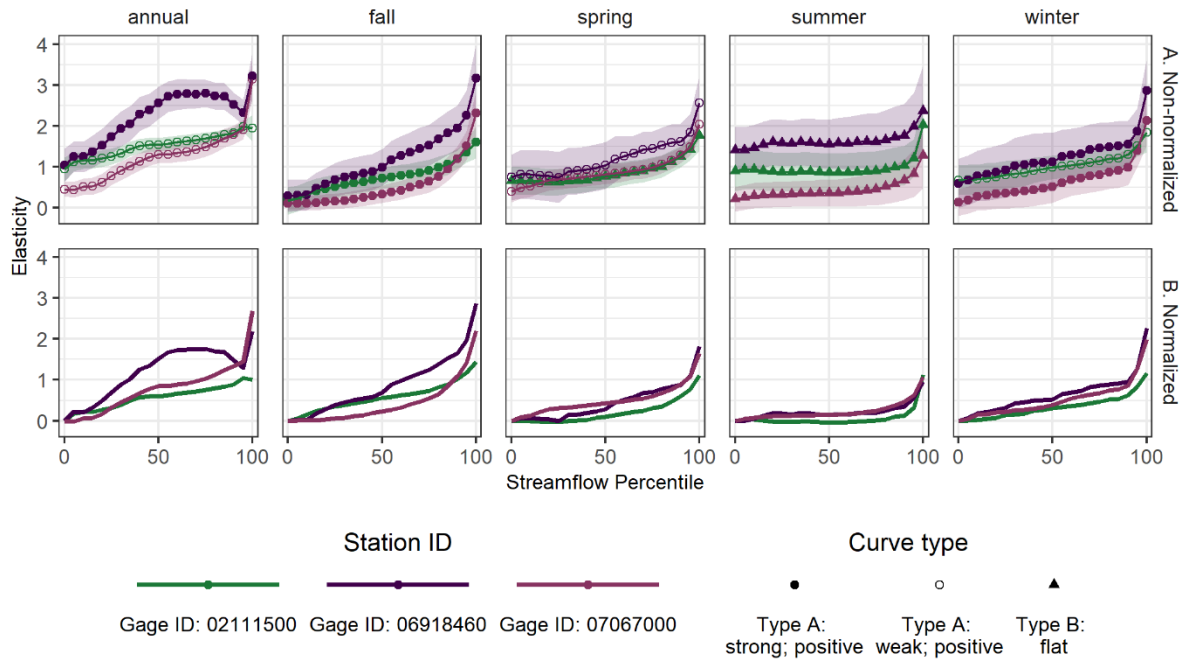 annual fall spring summer winter
4
3
2
1
0
A. Non-normalized
Elasticity
4
3
2
1
0
B. Normalized
0 50 100 0 50 100 0 50 100 0 50 100 0 50 100
Streamflow Percentile
Station ID Curve type
Gage ID: 02111500 Gage ID: 06918460 Gage ID: 07067000
Type A: Type A: Type B:
strong; positive weak; positive flat